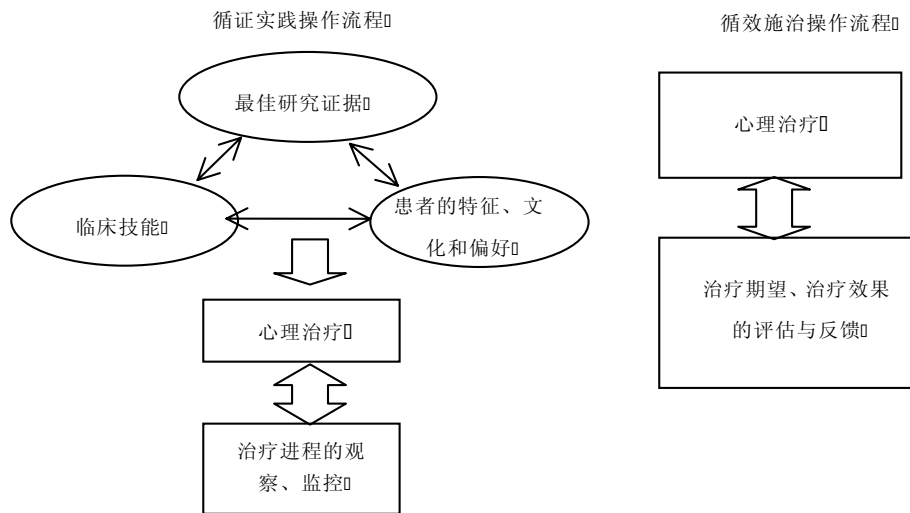 循证实践操作流程
循效施治操作流程
最佳研究证据
临床技能
患者的特征、文
化和偏好
心理治疗
治疗进程的观
察、监控
心理治疗
治疗期望、治疗效果
的评估与反馈